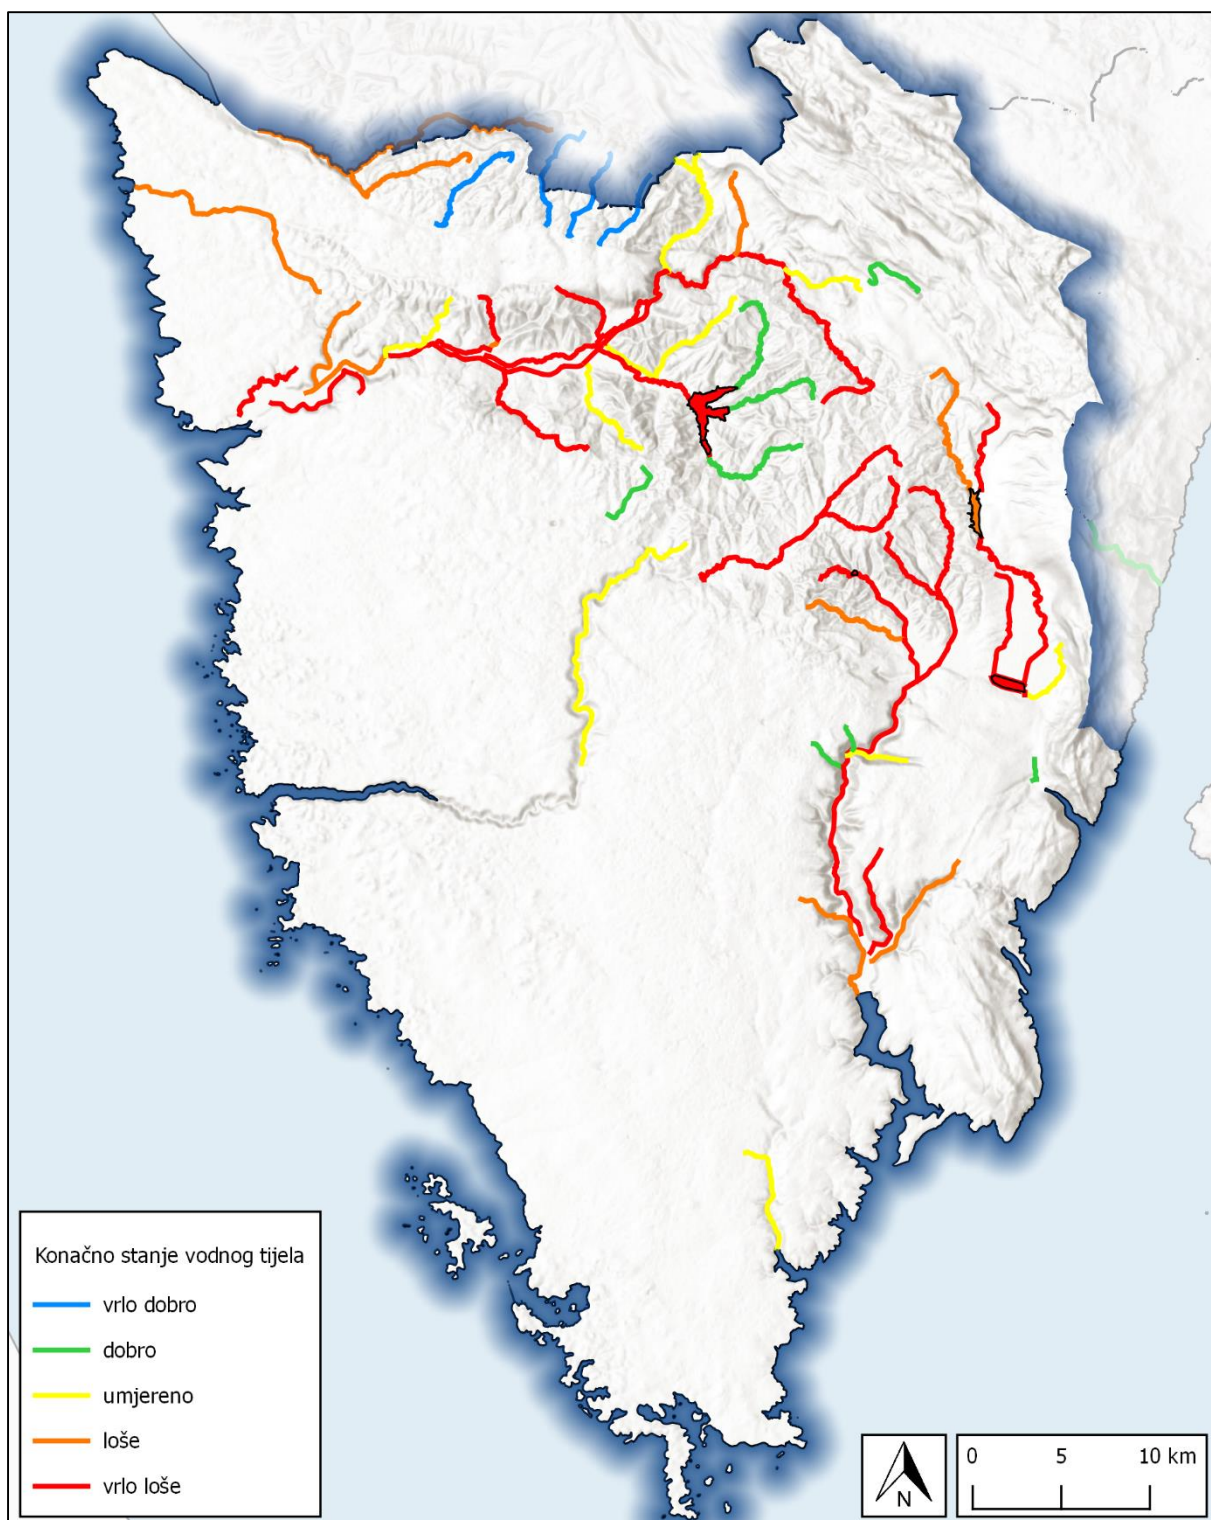 Konačno stanje vodnog tijela
vrlo dobro
dobro
umjereno
loše
vrlo loše
N
0 5 10 km